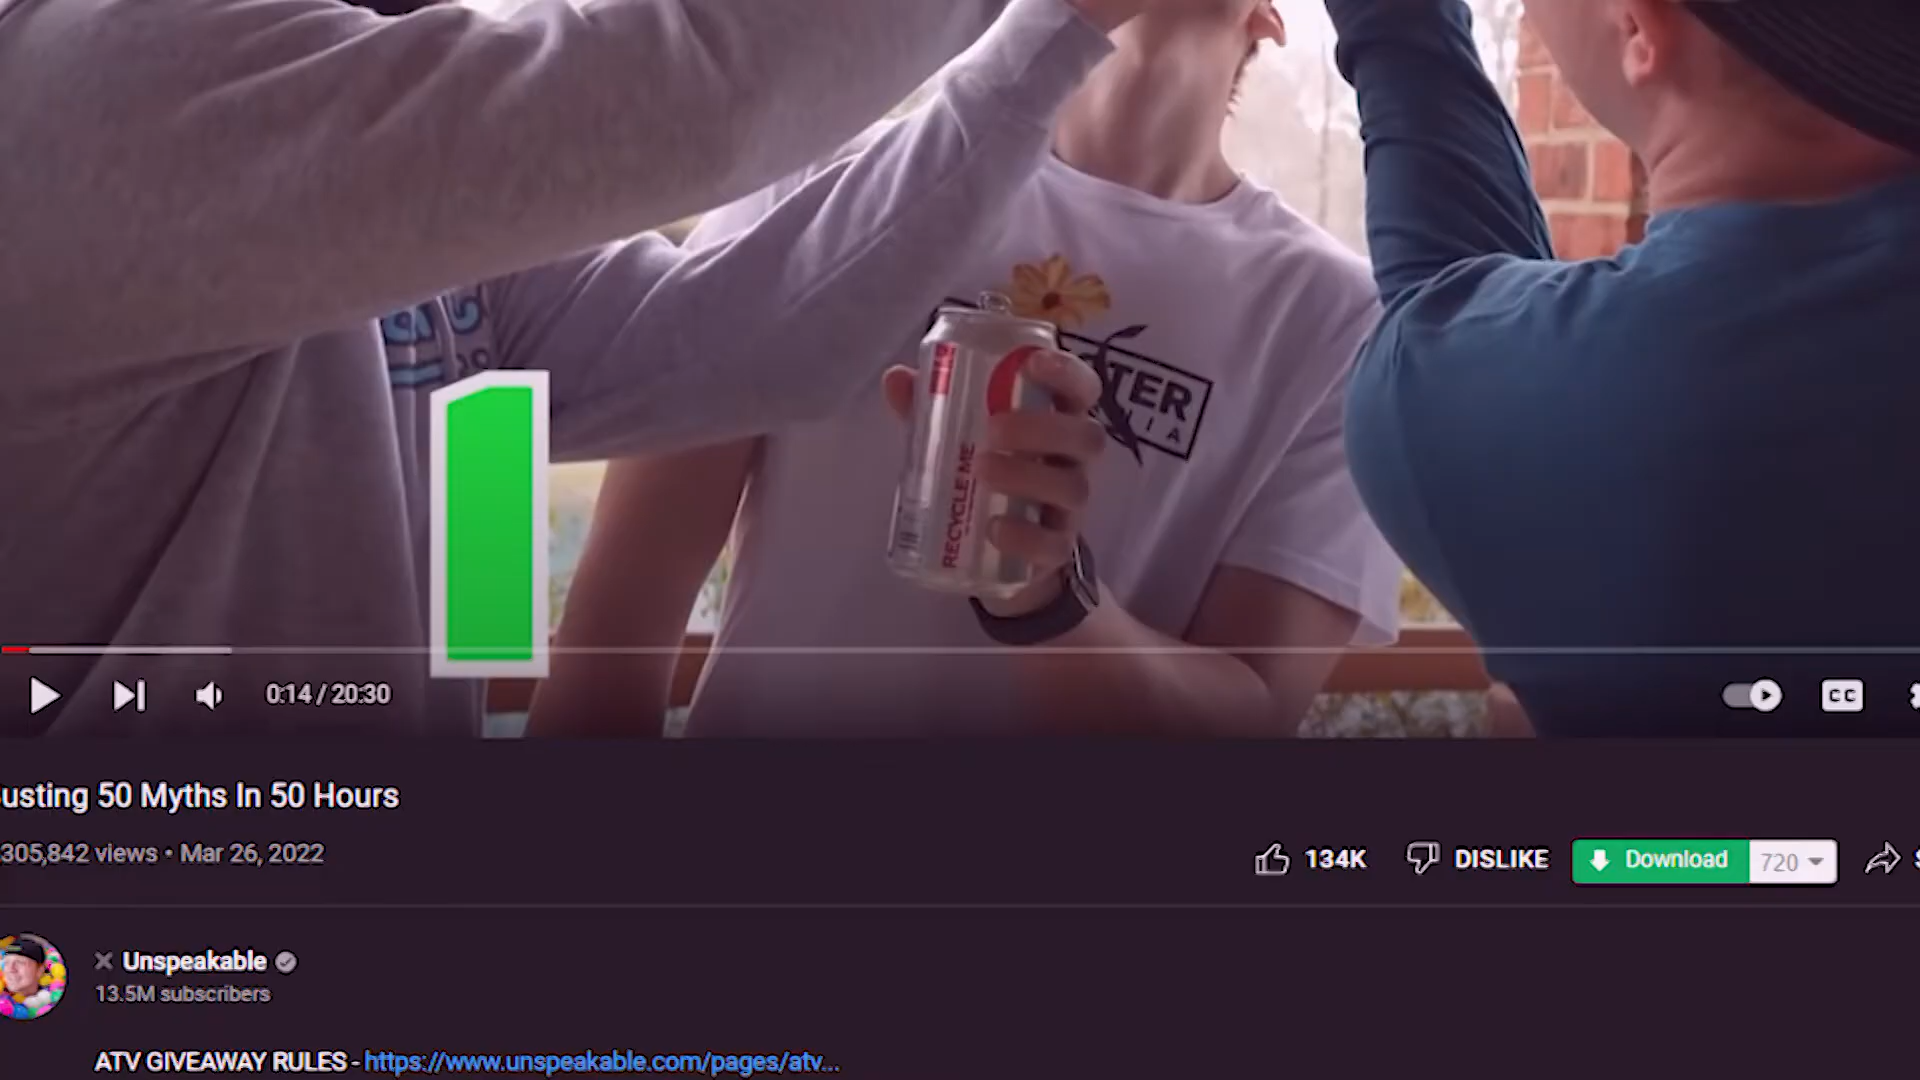 TER
I A
RECYCLE ME
0:14 / 20:30
CC
usting 50 Myths In 50 Hours
305,842 views • Mar 26, 2022
134K
DISLIKE
Download
720
Unspeakable
13.5M subscribers
ATV GIVEAWAY RULES - https://www.unspeakable.com/pages/atv...